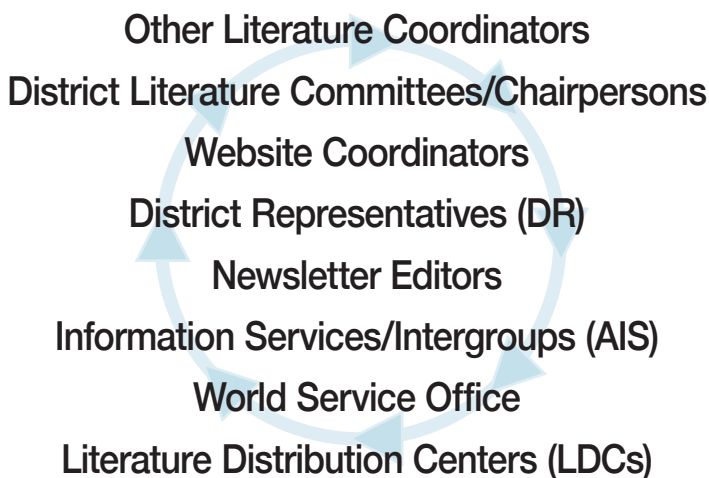 Other Literature Coordinators
District Literature Committees/Chairpersons
Website Coordinators
District Representatives (DR)
Newsletter Editors
Information Services/Intergroups (AIS)
World Service Office
Literature Distribution Centers (LDCs)